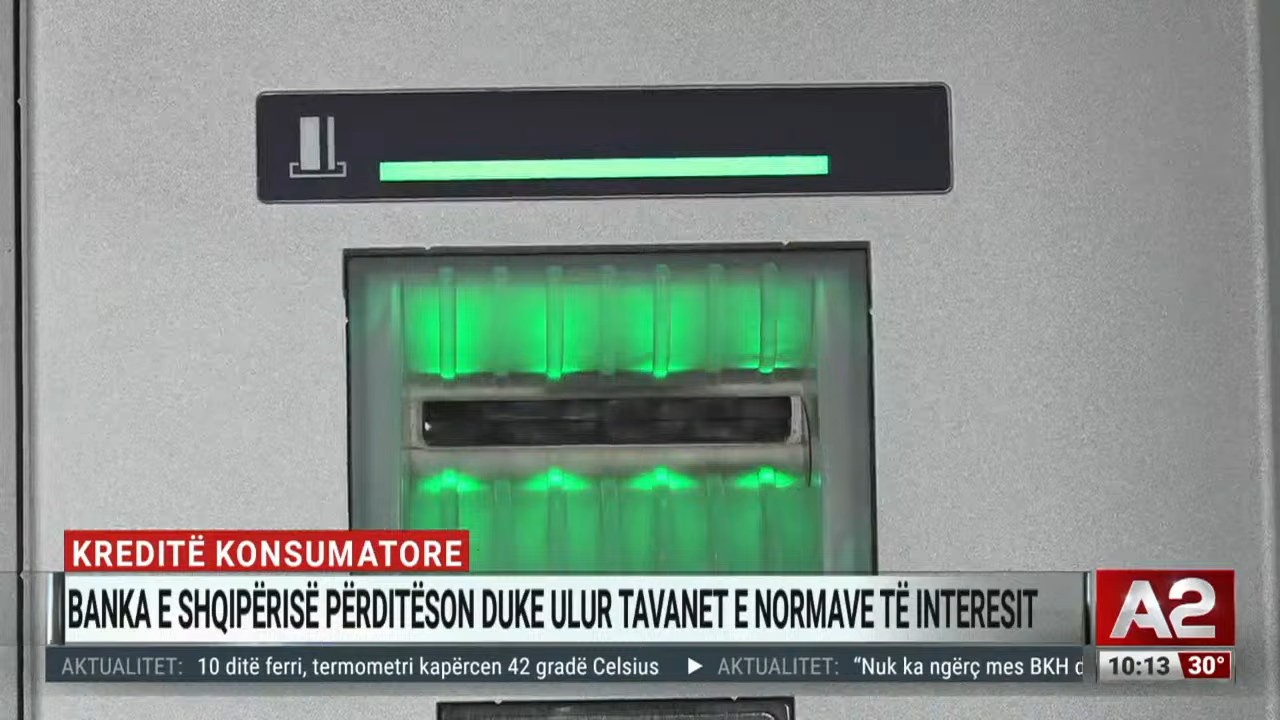 KREDITË KONSUMATORE
BANKA E SHQIPËRISË PËRDITËSON DUKE ULUR TAVANET E NORMAVE TË INTERESIT
A2
AKTUALITET: 10 ditë ferri, termometri kapërcen 42 gradë Celsius ▶ AKTUALITET: “Nuk ka ngërç mes BKH d
10:13 30°